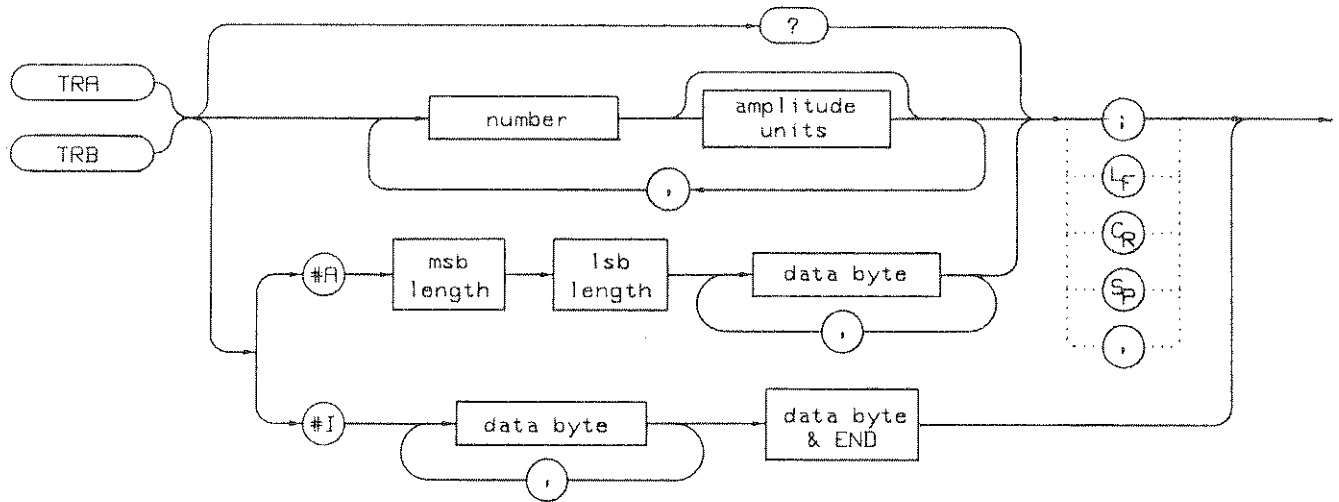 ?
TRA
TRB
number
amplitude
units
,
;
LF
CR
SP
,
#A
msb
length
lsb
length
data byte
,
#I
data byte
,
data byte
& END